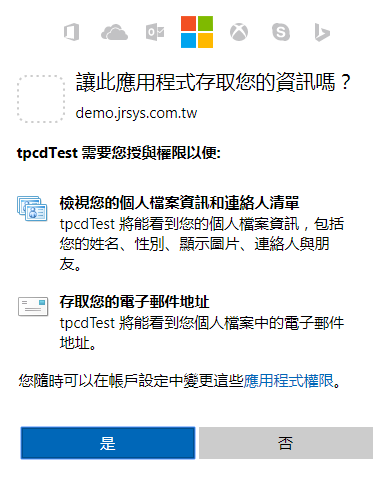 讓此應用程式存取您的資訊嗎？
demo.jrsys.com.tw
tpcdTest 需要您授與權限以便:
檢視您的個人檔案資訊和連絡人清單
tpcdTest 將能看到您的個人檔案資訊，包括
您的姓名、性別、顯示圖片、連絡人與朋
友。
存取您的電子郵件地址
tpcdTest 將能看到您個人檔案中的電子郵件
地址。
您隨時可以在帳戶設定中變更這些應用程式權限。
是
否